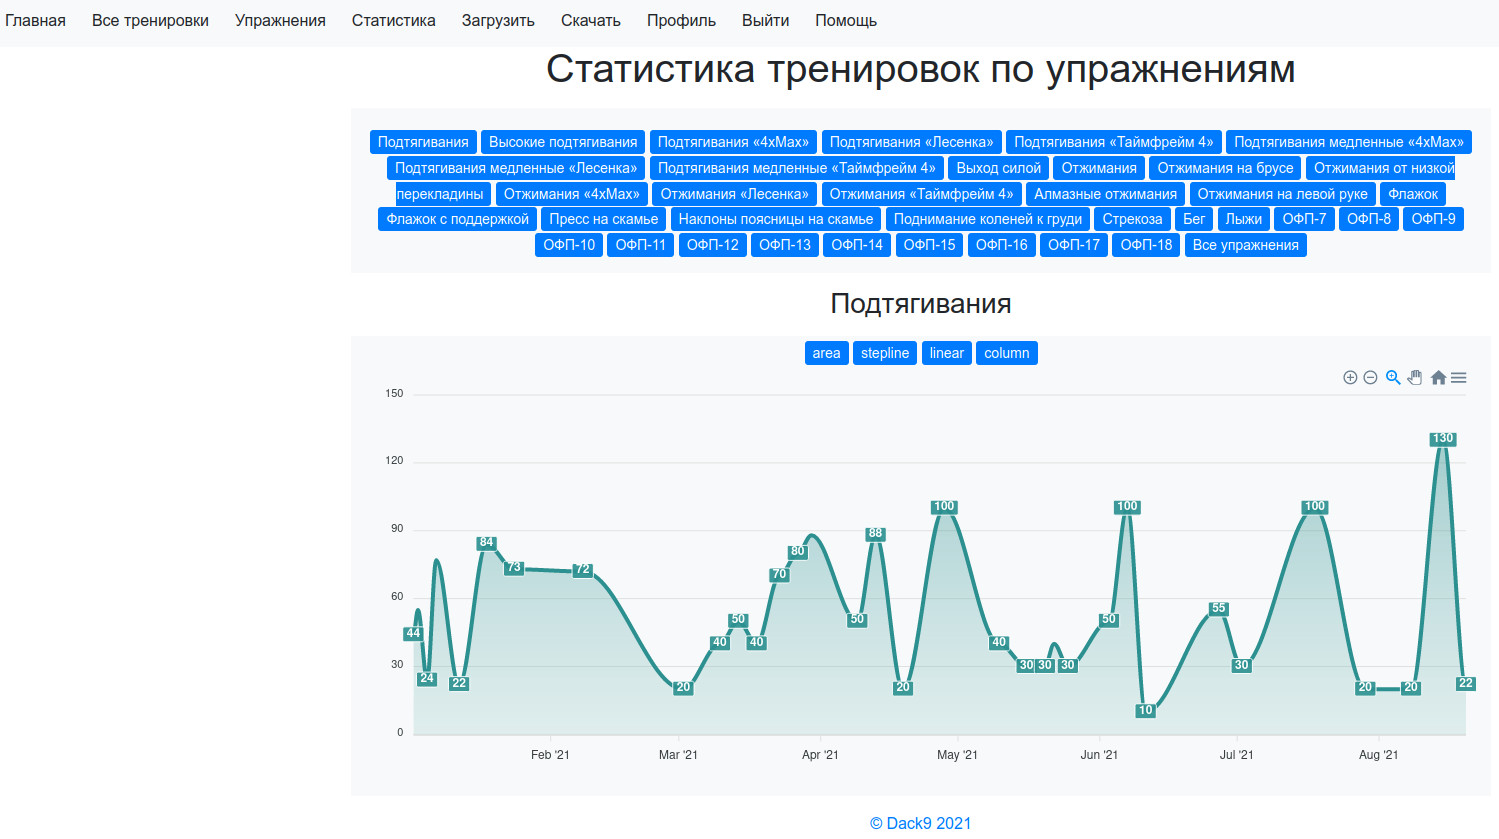 Главная Все тренировки Упражнения Статистика Загрузить Скачать Профиль Выйти Помощь
Статистика тренировок по упражнениям
Подтягивания Высокие подтягивания Подтягивания «4xMax» Подтягивания «Лесенка» Подтягивания «Таймфрейм 4» Подтягивания медленные «4xMax»
Подтягивания медленные «Лесенка» Подтягивания медленные «Таймфрейм 4» Выход силой Отжимания Отжимания на брусе Отжимания от низкой
перекладины Отжимания «4xMax» Отжимания «Лесенка» Отжимания «Таймфрейм 4» Алмазные отжимания Отжимания на левой руке Флажок
Флажок с поддержкой Пресс на скамье Наклоны поясницы на скамье Поднимание коленей к груди Стрекоза Бег Лыжи ОФП-7 ОФП-8 ОФП-9
ОФП-10 ОФП-11 ОФП-12 ОФП-13 ОФП-14 ОФП-15 ОФП-16 ОФП-17 ОФП-18 Все упражнения
Подтягивания
area stepline linear column
150
130
120
100 100 100
90
88
84
80
73 72 70
60
55
50 50 50
44
40 40 40
30 30 30 30 30
24 22 20 20 20 20 22
10
0
Feb '21 Mar '21 Apr '21 May '21 Jun '21 Jul '21 Aug '21
© Dack9 2021